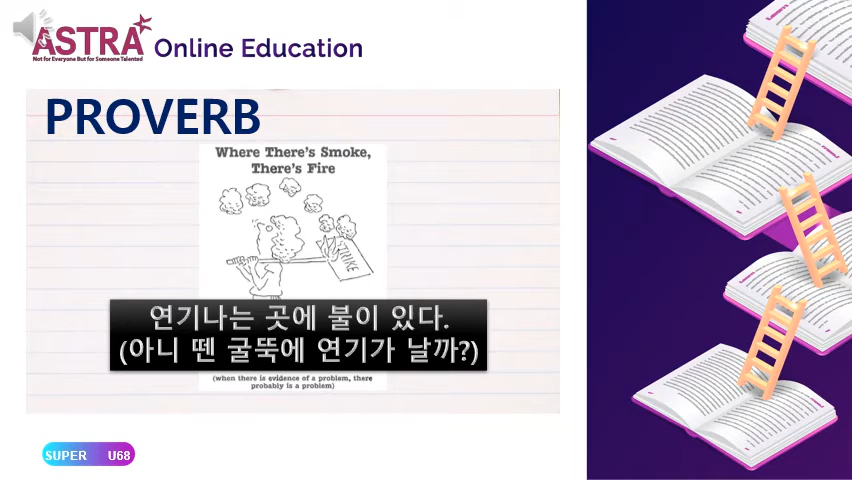 ASTRA
Not for Everyone But for Someone Talented
Online Education
PROVERB
Where There's Smoke,
There's Fire
연기나는 곳에 불이 있다.
(아니 뗀 굴뚝에 연기가 날까?)
(when there is evidence of a problem, there
probably is a problem)
SUPER U68